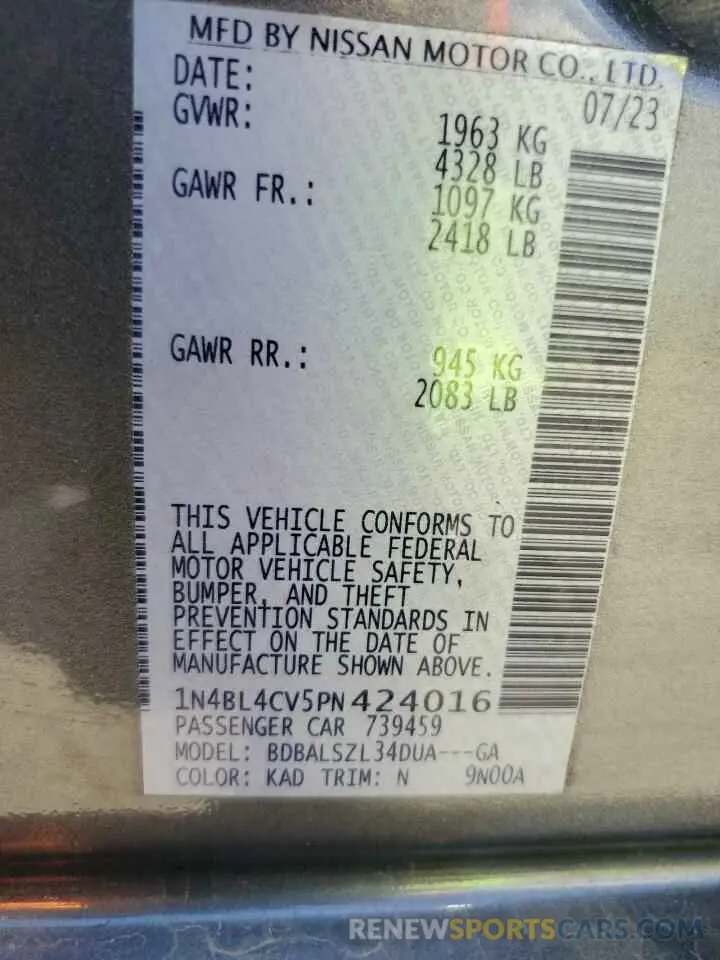 MFD BY NISSAN MOTOR CO., LTD.
DATE: 07/23
GVWR: 1963 KG
4328 LB
GAWR FR.: 1097 KG
2418 LB
GAWR RR.: 945 KG
2083 LB
THIS VEHICLE CONFORMS TO
ALL APPLICABLE FEDERAL
MOTOR VEHICLE SAFETY,
BUMPER, AND THEFT
PREVENTION STANDARDS IN
EFFECT ON THE DATE OF
MANUFACTURE SHOWN ABOVE.
1N4BL4CV5PN424016
PASSENGER CAR 739459
MODEL: BDBALSZL34DUA---GA
COLOR: KAD TRIM: N 9N00A
RENEWSPORTSCARS.COM